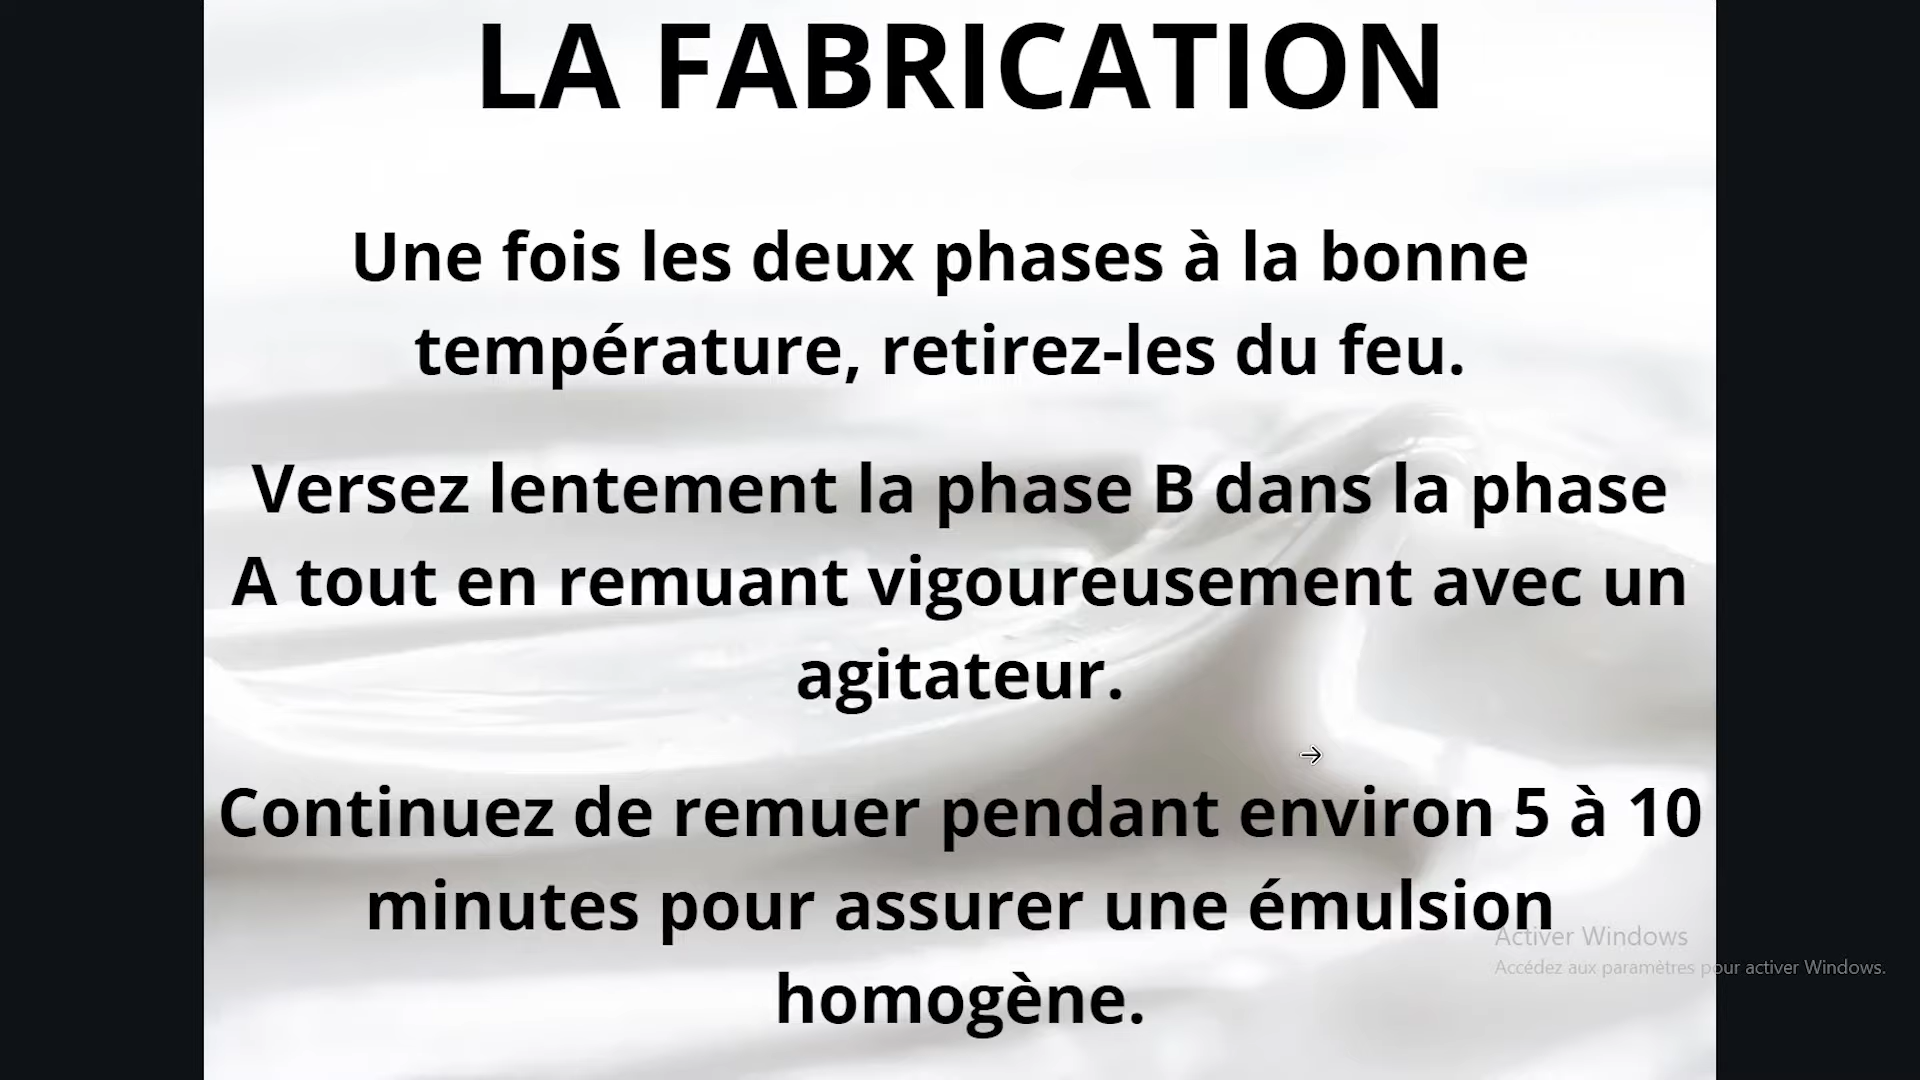 LA FABRICATION
Une fois les deux phases à la bonne
température, retirez-les du feu.
Versez lentement la phase B dans la phase
A tout en remuant vigoureusement avec un
agitateur.
Continuez de remuer pendant environ 5 à 10
minutes pour assurer une émulsion
homogène.
Activer Windows
Accédez aux paramètres pour activer Windows.